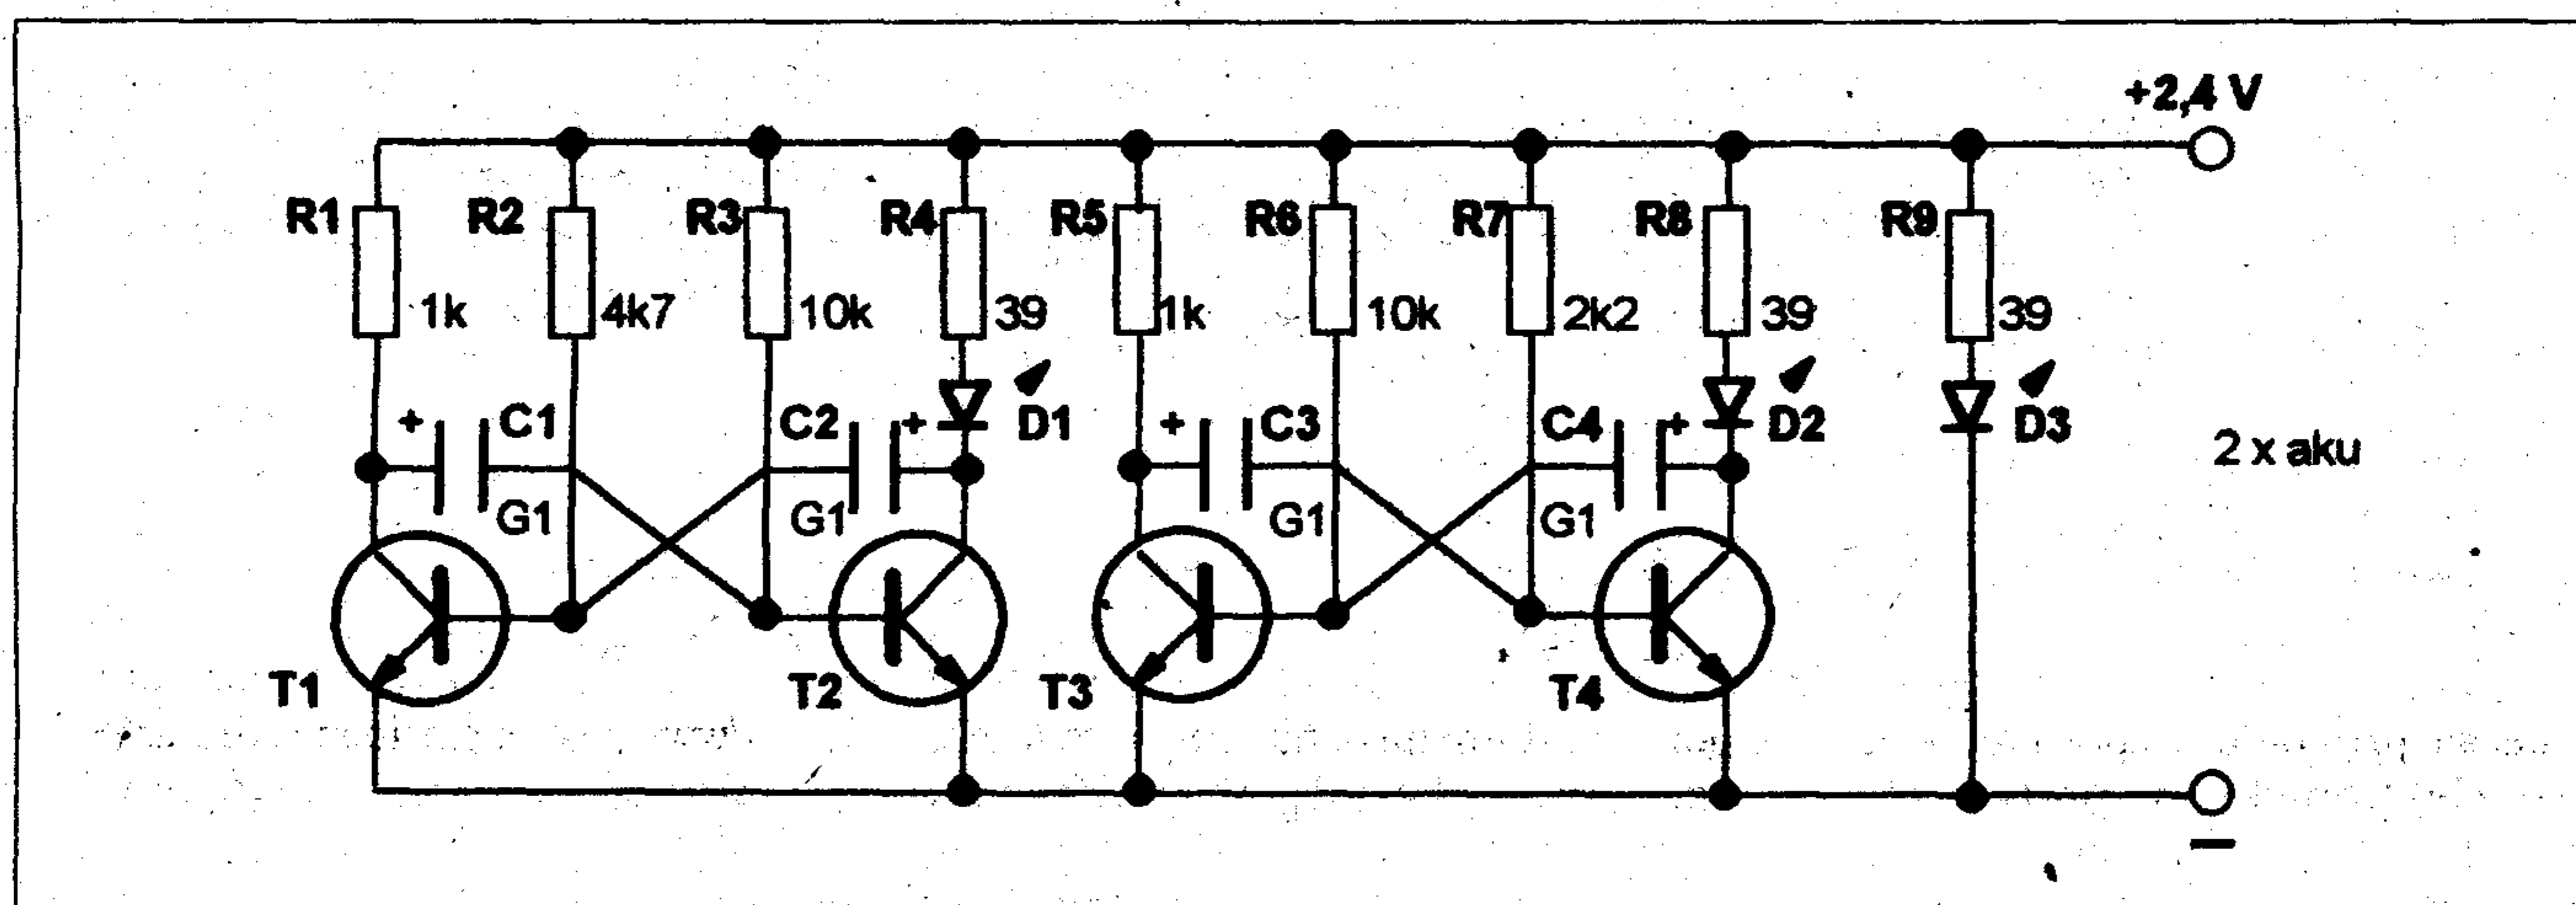 +2,4 V
R1 R2 R3 R4 R5 R6 R7 R8 R9
1k 4k7 10k 39 1k 10k 2k2 39 39
+ C1 C2 + D1 + C3 C4 + D2 D3
2 x aku
G1 G1 G1 G1
T1 T2 T3 T4
–